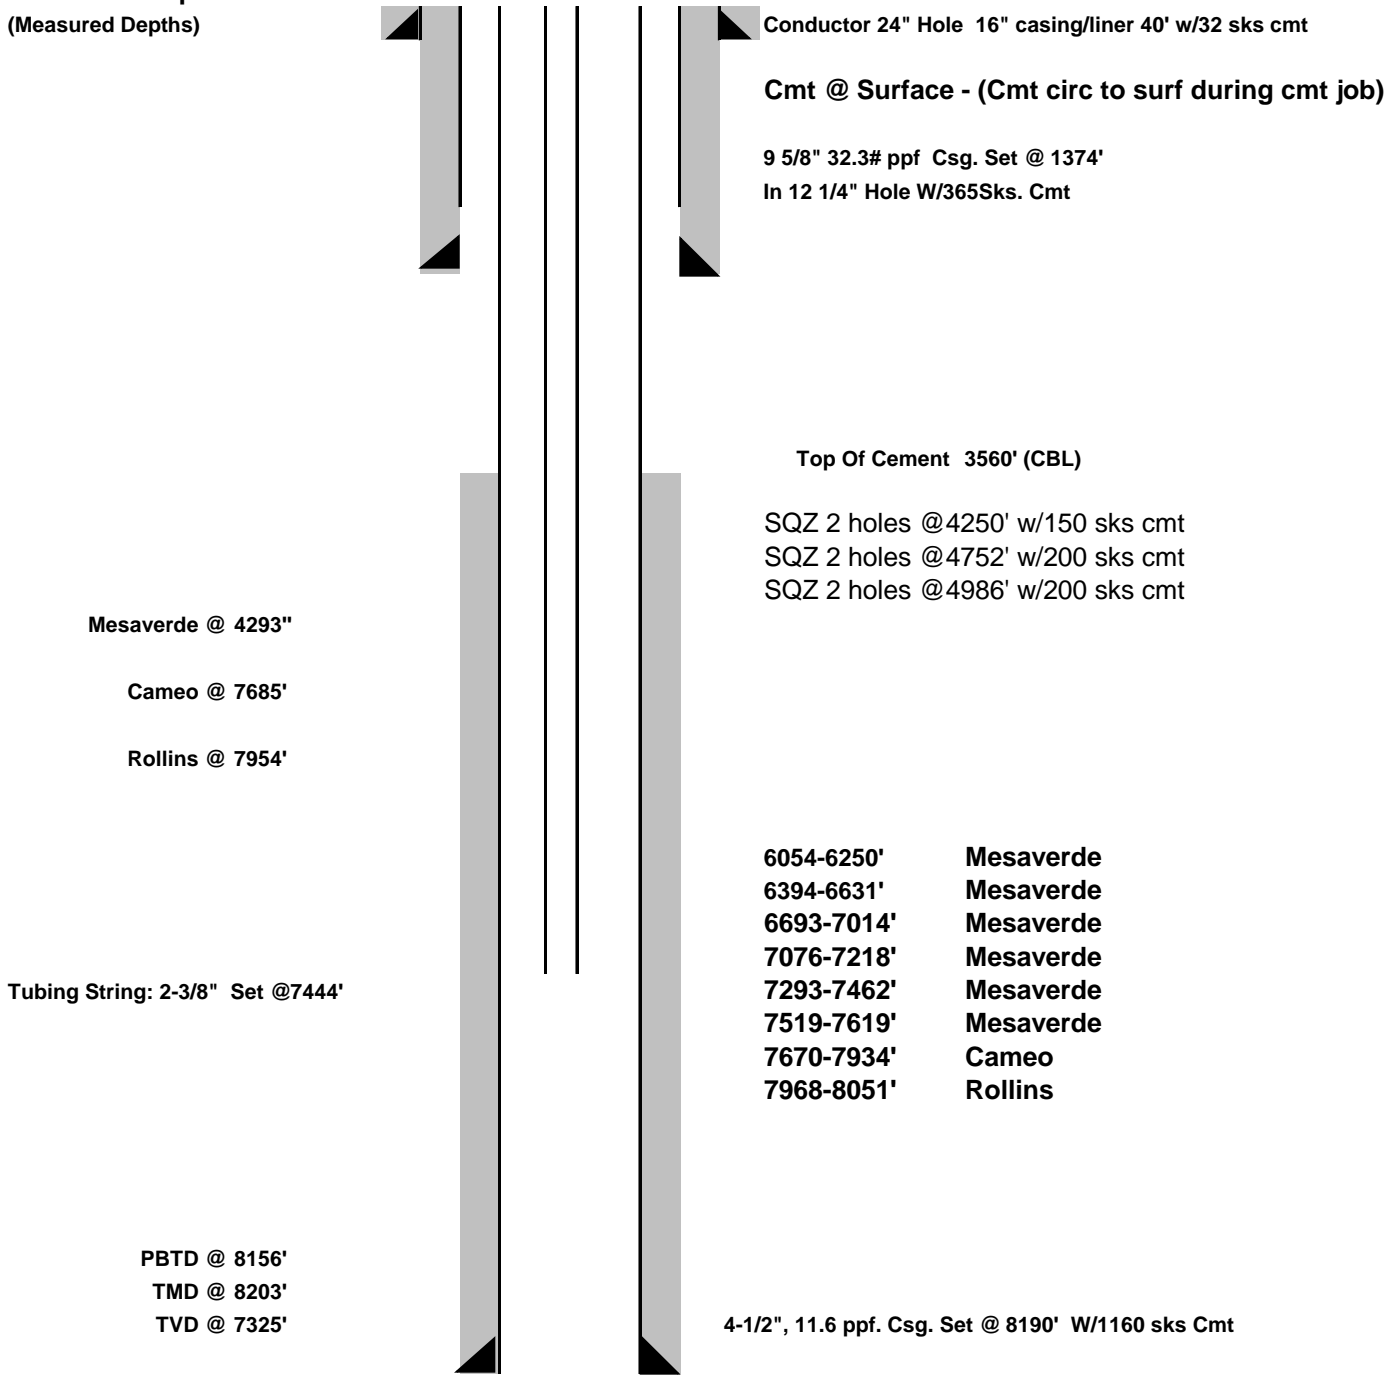 (Measured Depths)
Conductor 24" Hole 16" casing/liner 40' w/32 sks cmt
Cmt @ Surface - (Cmt circ to surf during cmt job)
9 5/8" 32.3# ppf Csg. Set @ 1374'
In 12 1/4" Hole W/365Sks. Cmt
Top Of Cement 3560' (CBL)
SQZ 2 holes @4250' w/150 sks cmt
SQZ 2 holes @4752' w/200 sks cmt
SQZ 2 holes @4986' w/200 sks cmt
Mesaverde @ 4293"
Cameo @ 7685'
Rollins @ 7954'
6054-6250' Mesaverde
6394-6631' Mesaverde
6693-7014' Mesaverde
7076-7218' Mesaverde
Tubing String: 2-3/8" Set @7444'
7293-7462' Mesaverde
7519-7619' Mesaverde
7670-7934' Cameo
7968-8051' Rollins
PBTD @ 8156'
TMD @ 8203'
TVD @ 7325'
4-1/2", 11.6 ppf. Csg. Set @ 8190' W/1160 sks Cmt